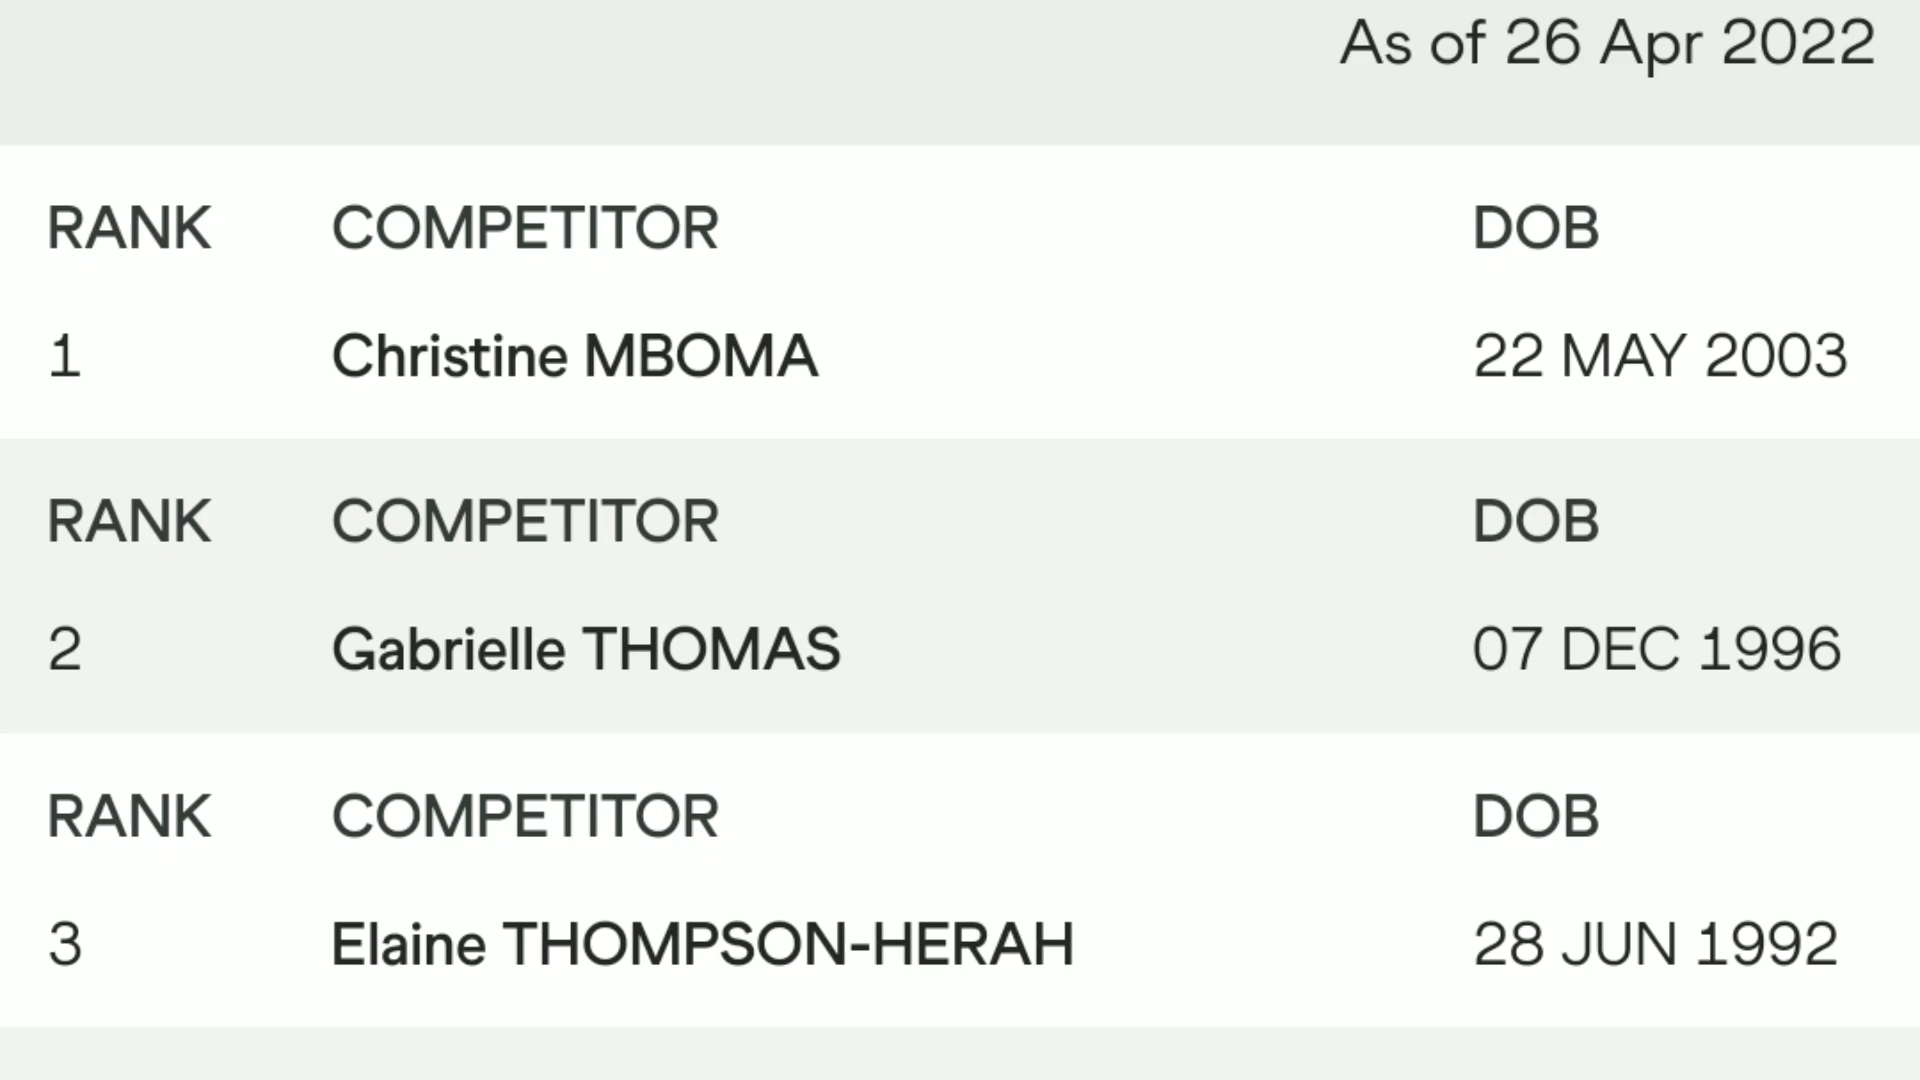 As of 26 Apr 2022
RANK COMPETITOR DOB
1 Christine MBOMA 22 MAY 2003
RANK COMPETITOR DOB
2 Gabrielle THOMAS 07 DEC 1996
RANK COMPETITOR DOB
3 Elaine THOMPSON-HERAH 28 JUN 1992